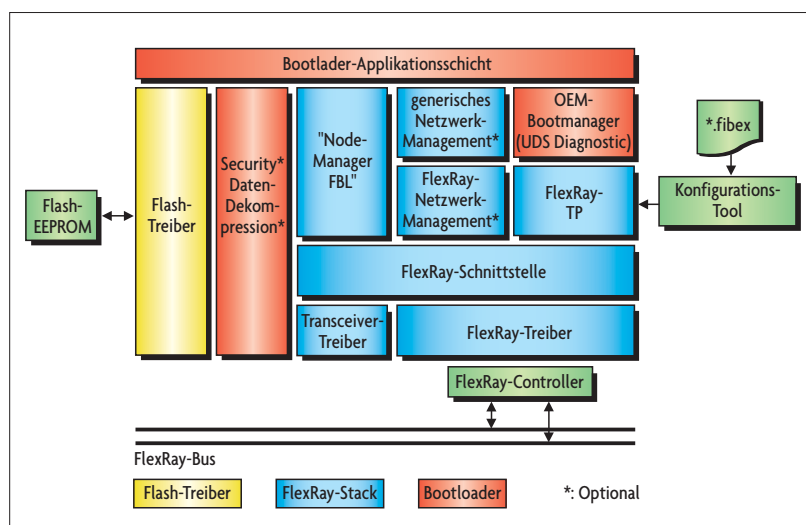 Bootlader-Applikationsschicht
Flash-
EEPROM
Flash-
Treiber
Security*
Daten-
Dekom-
pression*
"Node-
Manager
FBL"
generisches
Netzwerk-
Management*
OEM-
Bootmanager
(UDS Diagnostic)
FlexRay-
Netzwerk-
Management*
FlexRay-
TP
*.fibex
Konfigurations-
Tool
FlexRay-Schnittstelle
Transceiver-
Treiber
FlexRay-Treiber
FlexRay-Controller
FlexRay-Bus
Flash-Treiber
FlexRay-Stack
Bootloader
*: Optional